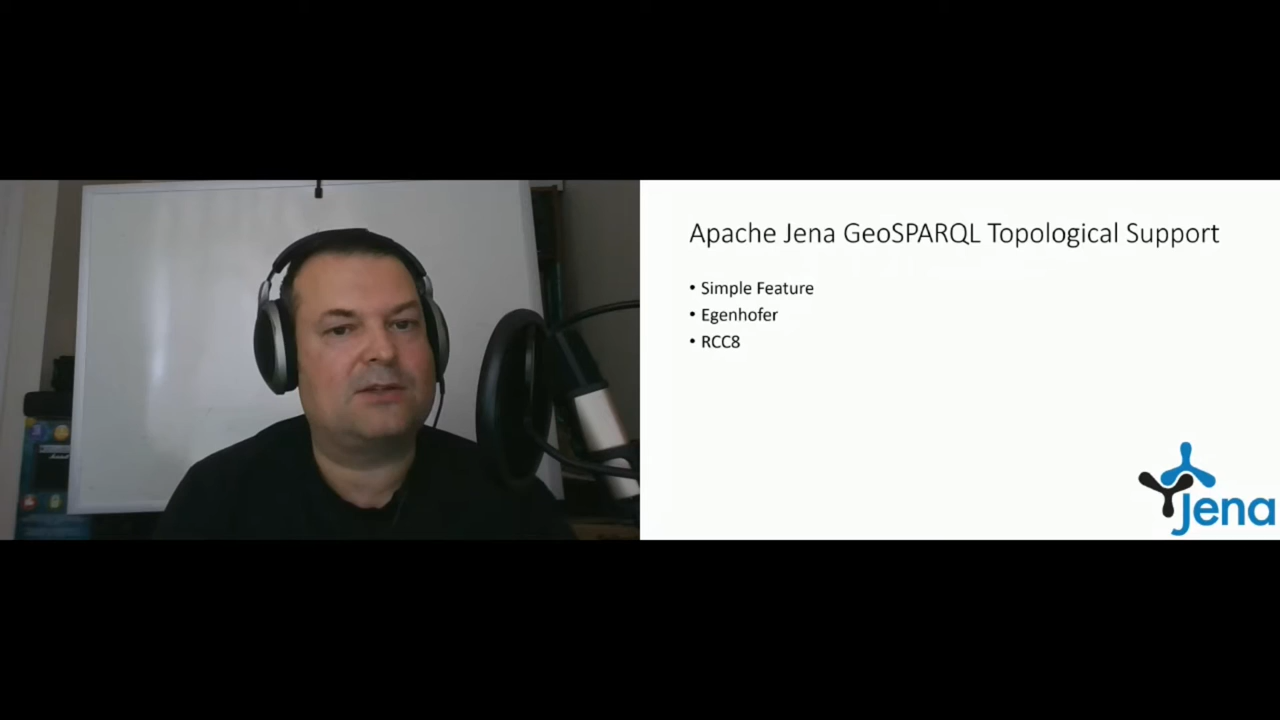 Apache Jena GeoSPARQL Topological Support
• Simple Feature
• Egenhofer
• RCC8
Jena